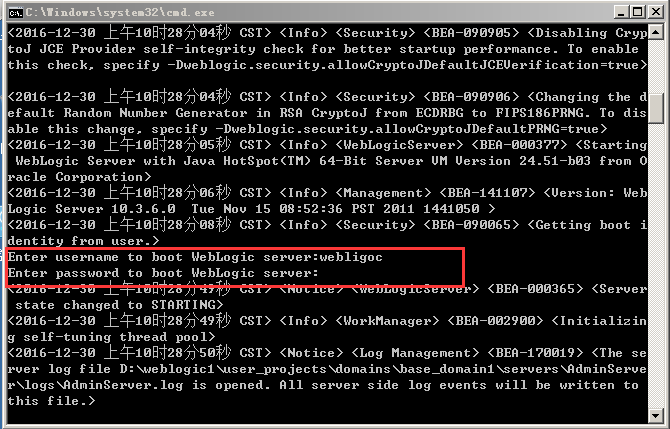 C:\Windows\system32\cmd.exe
<2016-12-30 上午10时28分04秒 CST> <Info> <Security> <BEA-090905> <Disabling Cryp
toJ JCE Provider self-integrity check for better startup performance. To enable
this check, specify -Dweblogic.security.allowCryptoJDefaultJCEVerification=true>

<2016-12-30 上午10时28分04秒 CST> <Info> <Security> <BEA-090906> <Changing the d
efault Random Number Generator in RSA CryptoJ from ECDRBG to FIPS186PRNG. To dis
able this change, specify -Dweblogic.security.allowCryptoJDefaultPRNG=true>
<2016-12-30 上午10时28分05秒 CST> <Info> <WebLogicServer> <BEA-000377> <Starting
WebLogic Server with Java HotSpot(TM) 64-Bit Server VM Version 24.51-b03 from O
racle Corporation>
<2016-12-30 上午10时28分06秒 CST> <Info> <Management> <BEA-141107> <Version: Web
Logic Server 10.3.6.0  Tue Nov 15 08:52:36 PST 2011 1441050 >
<2016-12-30 上午10时28分08秒 CST> <Info> <Security> <BEA-090065> <Getting boot i
dentity from user.>
Enter username to boot WebLogic server:webligoc
Enter password to boot WebLogic server:
<2016-12-30 上午10时28分47秒 CST> <Notice> <WebLogicServer> <BEA-000365> <Server
state changed to STARTING>
<2016-12-30 上午10时28分49秒 CST> <Info> <WorkManager> <BEA-002900> <Initializin
g self-tuning thread pool>
<2016-12-30 上午10时28分50秒 CST> <Notice> <Log Management> <BEA-170019> <The se
rver log file D:\weblogic1\user_projects\domains\base_domain1\servers\AdminServe
r\logs\AdminServer.log is opened. All server side log events will be written to
this file.>